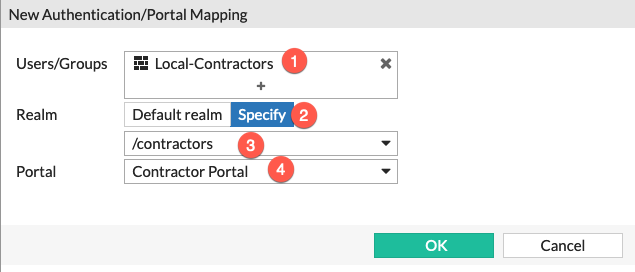 New Authentication/Portal Mapping
Users/Groups Local-Contractors 1
+
Realm Default realm Specify 2
/contractors 3
Portal Contractor Portal 4
OK Cancel